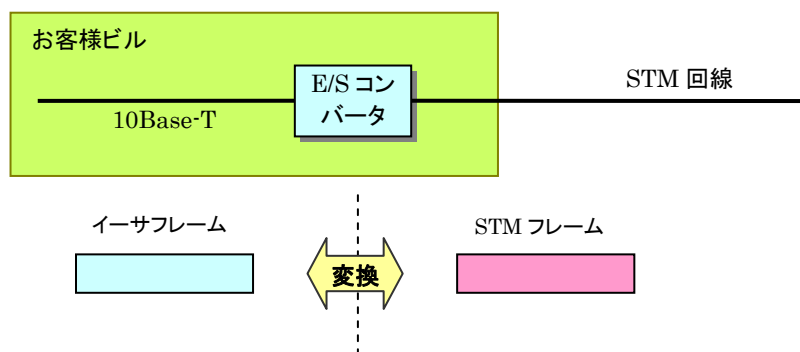 お客様ビル
E/S コン
バータ
STM 回線
10Base-T
イーサフレーム
STM フレーム
変換